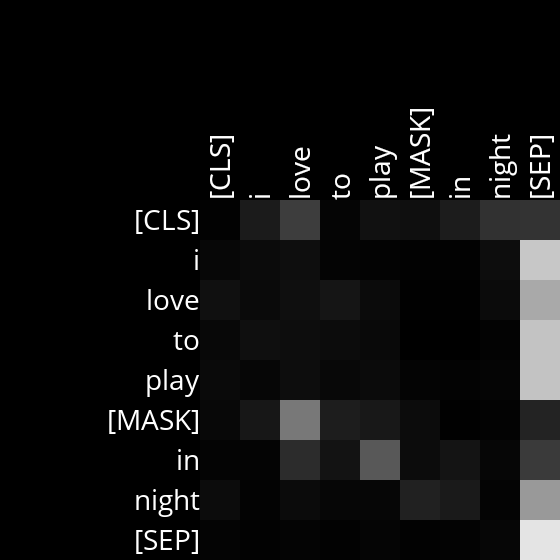 [CLS] i love to play [MASK] in night [SEP]
[CLS]
i
love
to
play
[MASK]
in
night
[SEP]